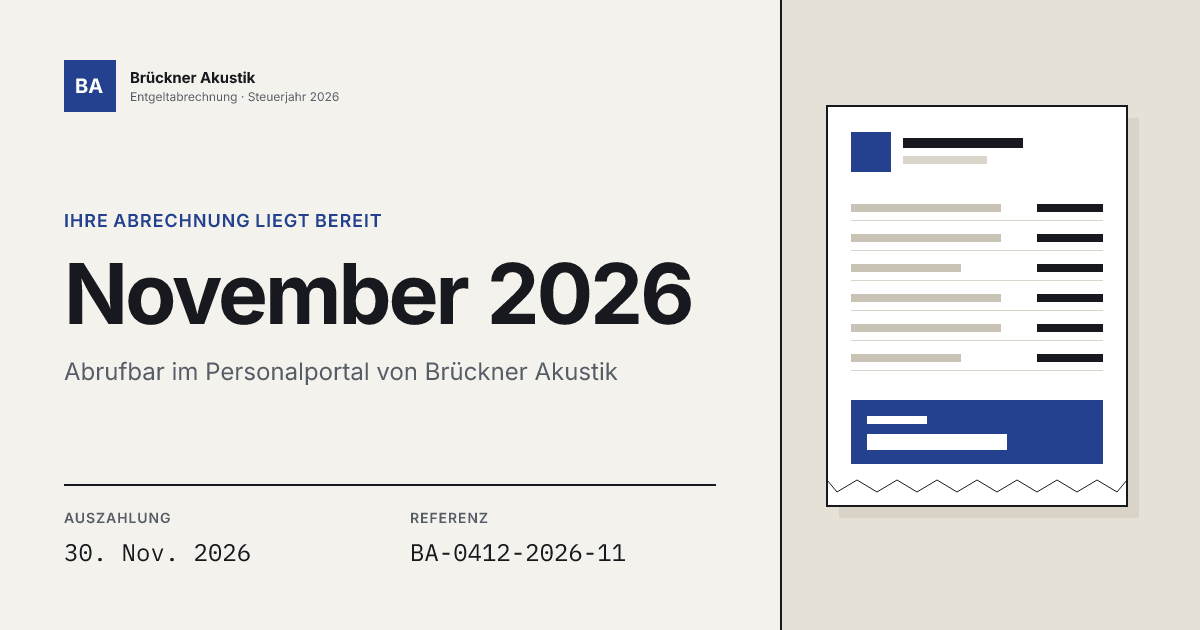 BA
Brückner Akustik
Entgeltabrechnung · Steuerjahr 2026
IHRE ABRECHNUNG LIEGT BEREIT
November 2026
Abrufbar im Personalportal von Brückner Akustik
AUSZAHLUNG
30. Nov. 2026
REFERENZ
BA-0412-2026-11